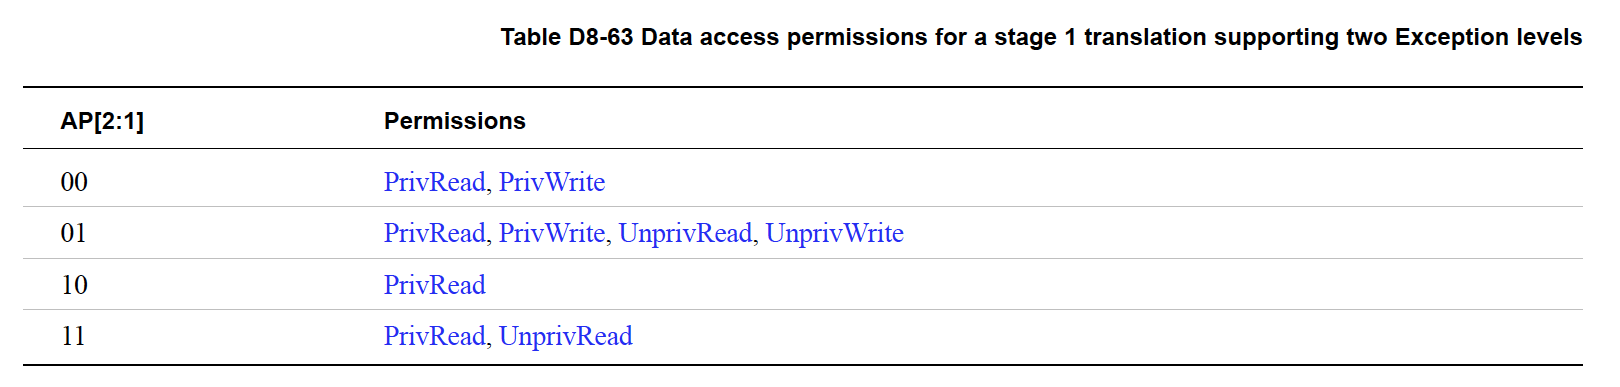 Table D8-63 Data access permissions for a stage 1 translation supporting two Exception levels
AP[2:1] Permissions
00 PrivRead, PrivWrite
01 PrivRead, PrivWrite, UnprivRead, UnprivWrite
10 PrivRead
11 PrivRead, UnprivRead